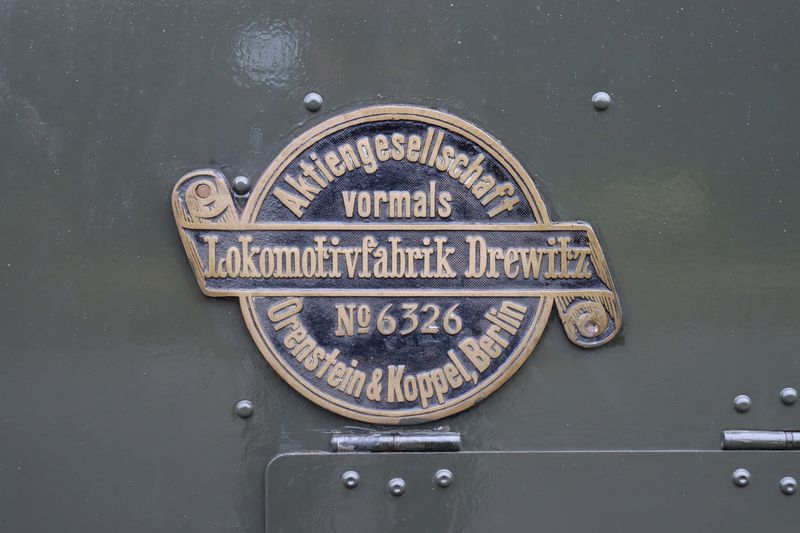 Aktiengesellschaft
vormals
Lokomotivfabrik Drewitz
No 6326
Orenstein & Koppel, Berlin